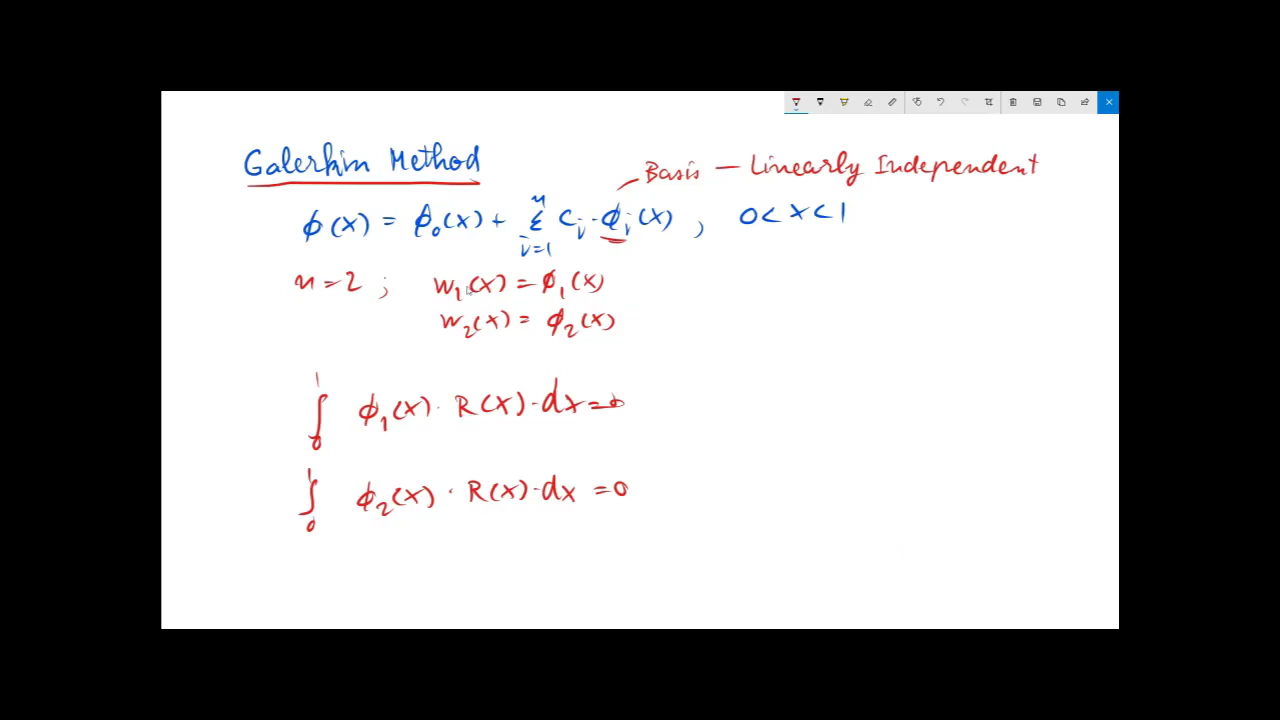 Galerkin Method
Basis — Linearly Independent
ϕ(x) = ϕ₀(x) + Σ_{i=1}^{n} Cᵢ · ϕᵢ(x) , 0 < x < 1
n = 2 ; w₁(x) = ϕ₁(x)
w₂(x) = ϕ₂(x)
∫₀¹ ϕ₁(x) · R(x) · dx = 0
∫₀¹ ϕ₂(x) · R(x) · dx = 0